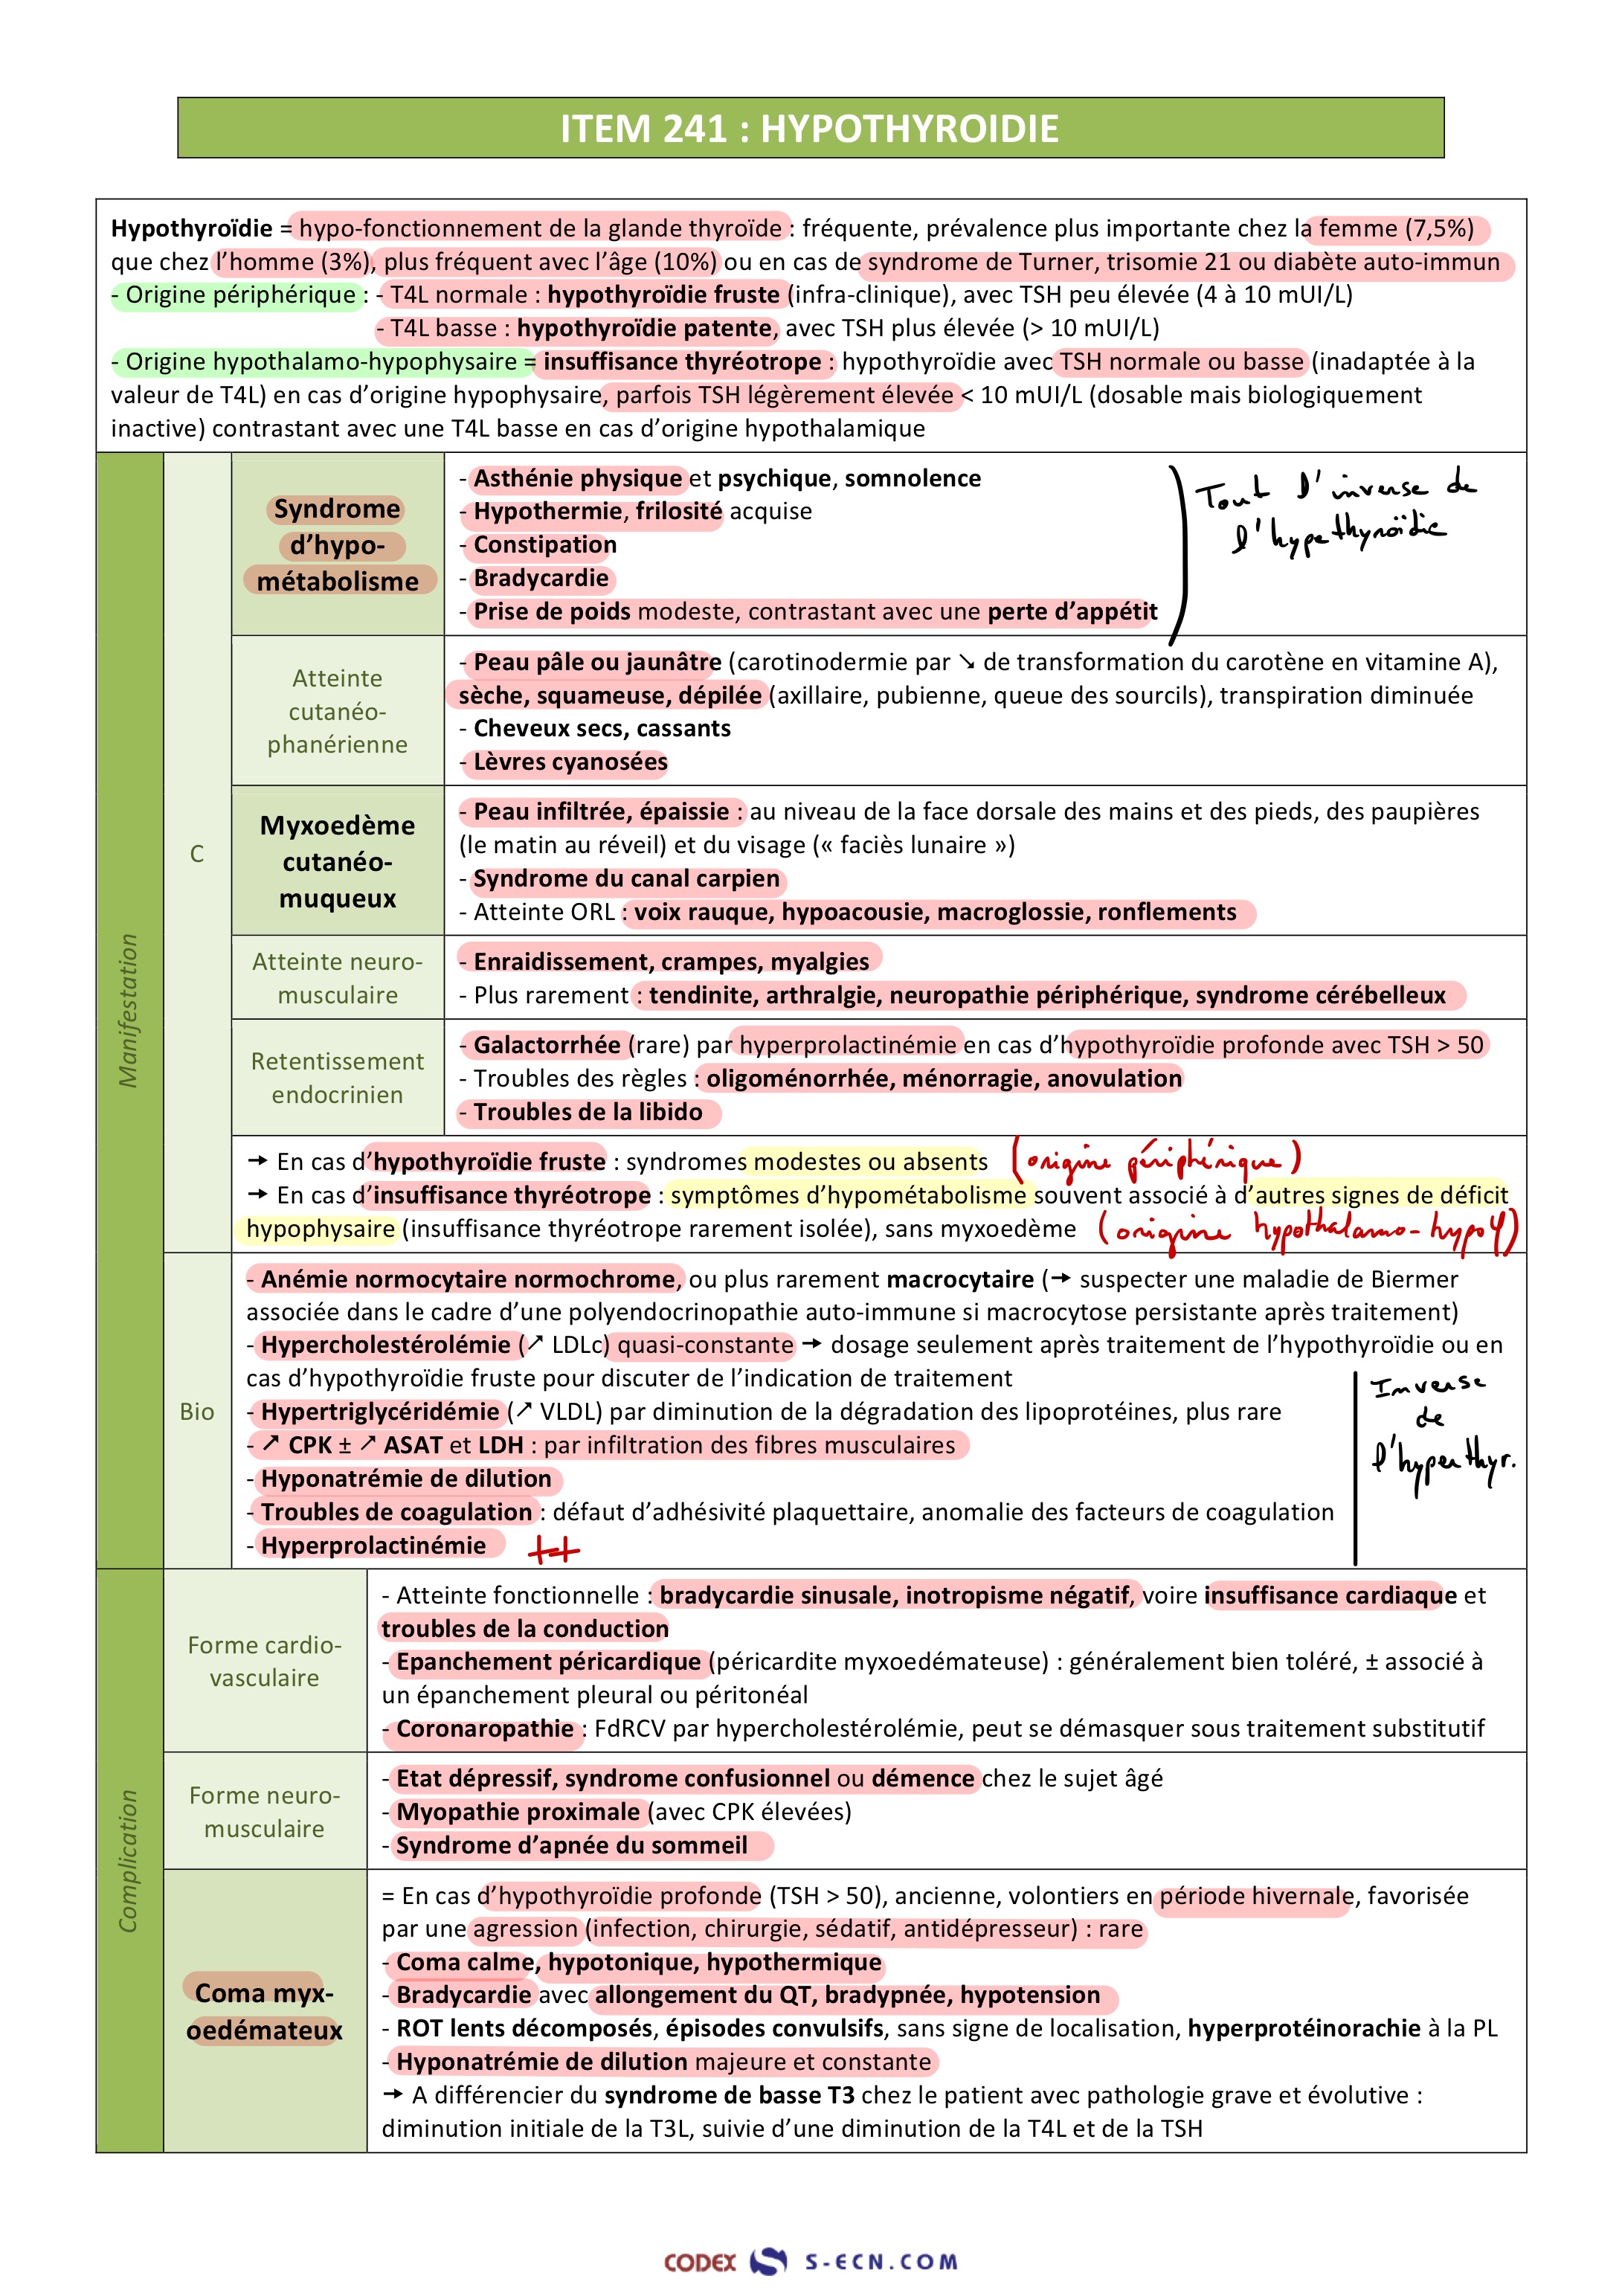 ITEM 241 : HYPOTHYROIDIE
Hypothyroïdie = hypo-fonctionnement de la glande thyroïde : fréquente, prévalence plus importante chez la femme (7,5%)
que chez l'homme (3%), plus fréquent avec l'âge (10%) ou en cas de syndrome de Turner, trisomie 21 ou diabète auto-immun
- Origine périphérique : - T4L normale : hypothyroïdie fruste (infra-clinique), avec TSH peu élevée (4 à 10 mUI/L)
- T4L basse : hypothyroïdie patente, avec TSH plus élevée (> 10 mUI/L)
- Origine hypothalamo-hypophysaire = insuffisance thyréotrope : hypothyroïdie avec TSH normale ou basse (inadaptée à la
valeur de T4L) en cas d'origine hypophysaire, parfois TSH légèrement élevée < 10 mUI/L (dosable mais biologiquement
inactive) contrastant avec une T4L basse en cas d'origine hypothalamique
Manifestation
C
Syndrome
d'hypo-
métabolisme
- Asthénie physique et psychique, somnolence
- Hypothermie, frilosité acquise
- Constipation
- Bradycardie
- Prise de poids modeste, contrastant avec une perte d'appétit
Tout l'inverse de
l'hypethyroïdie
Atteinte
cutanéo-
phanérienne
- Peau pâle ou jaunâtre (carotinodermie par ↘ de transformation du carotène en vitamine A),
sèche, squameuse, dépilée (axillaire, pubienne, queue des sourcils), transpiration diminuée
- Cheveux secs, cassants
- Lèvres cyanosées
Myxoedème
cutanéo-
muqueux
- Peau infiltrée, épaissie : au niveau de la face dorsale des mains et des pieds, des paupières
(le matin au réveil) et du visage (« faciès lunaire »)
- Syndrome du canal carpien
- Atteinte ORL : voix rauque, hypoacousie, macroglossie, ronflements
Atteinte neuro-
musculaire
- Enraidissement, crampes, myalgies
- Plus rarement : tendinite, arthralgie, neuropathie périphérique, syndrome cérébelleux
Retentissement
endocrinien
- Galactorrhée (rare) par hyperprolactinémie en cas d'hypothyroïdie profonde avec TSH > 50
- Troubles des règles : oligoménorrhée, ménorragie, anovulation
- Troubles de la libido
→ En cas d'hypothyroïdie fruste : syndromes modestes ou absents (origine périphérique)
→ En cas d'insuffisance thyréotrope : symptômes d'hypométabolisme souvent associé à d'autres signes de déficit
hypophysaire (insuffisance thyréotrope rarement isolée), sans myxoedème (origine hypothalamo-hypoφ)
Bio
- Anémie normocytaire normochrome, ou plus rarement macrocytaire (→ suspecter une maladie de Biermer
associée dans le cadre d'une polyendocrinopathie auto-immune si macrocytose persistante après traitement)
- Hypercholestérolémie (↗ LDLc) quasi-constante → dosage seulement après traitement de l'hypothyroïdie ou en
cas d'hypothyroïdie fruste pour discuter de l'indication de traitement
- Hypertriglycéridémie (↗ VLDL) par diminution de la dégradation des lipoprotéines, plus rare
- ↗ CPK ± ↗ ASAT et LDH : par infiltration des fibres musculaires
- Hyponatrémie de dilution
- Troubles de coagulation : défaut d'adhésivité plaquettaire, anomalie des facteurs de coagulation
- Hyperprolactinémie ++
Inverse
de
l'hyperthyr.
Complication
Forme cardio-
vasculaire
- Atteinte fonctionnelle : bradycardie sinusale, inotropisme négatif, voire insuffisance cardiaque et
troubles de la conduction
- Epanchement péricardique (péricardite myxoedémateuse) : généralement bien toléré, ± associé à
un épanchement pleural ou péritonéal
- Coronaropathie : FdRCV par hypercholestérolémie, peut se démasquer sous traitement substitutif
Forme neuro-
musculaire
- Etat dépressif, syndrome confusionnel ou démence chez le sujet âgé
- Myopathie proximale (avec CPK élevées)
- Syndrome d'apnée du sommeil
Coma myx-
oedémateux
= En cas d'hypothyroïdie profonde (TSH > 50), ancienne, volontiers en période hivernale, favorisée
par une agression (infection, chirurgie, sédatif, antidépresseur) : rare
- Coma calme, hypotonique, hypothermique
- Bradycardie avec allongement du QT, bradypnée, hypotension
- ROT lents décomposés, épisodes convulsifs, sans signe de localisation, hyperprotéinorachie à la PL
- Hyponatrémie de dilution majeure et constante
→ A différencier du syndrome de basse T3 chez le patient avec pathologie grave et évolutive :
diminution initiale de la T3L, suivie d'une diminution de la T4L et de la TSH
CODEX S-ECN.COM